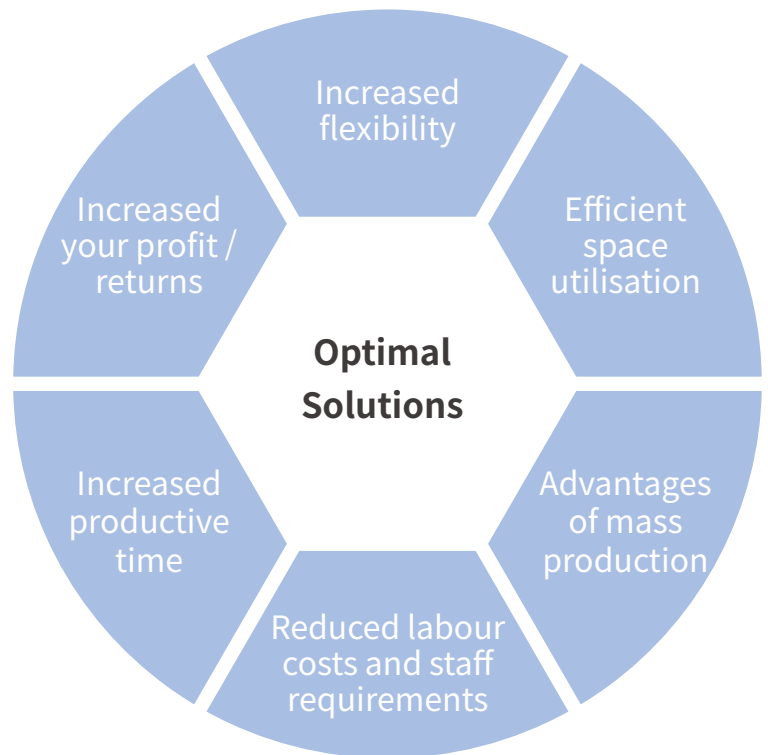 Increased
flexibility
Efficient
space
utilisation
Advantages
of mass
production
Reduced labour
costs and staff
requirements
Increased
productive
time
Increased
your profit /
returns
Optimal
Solutions